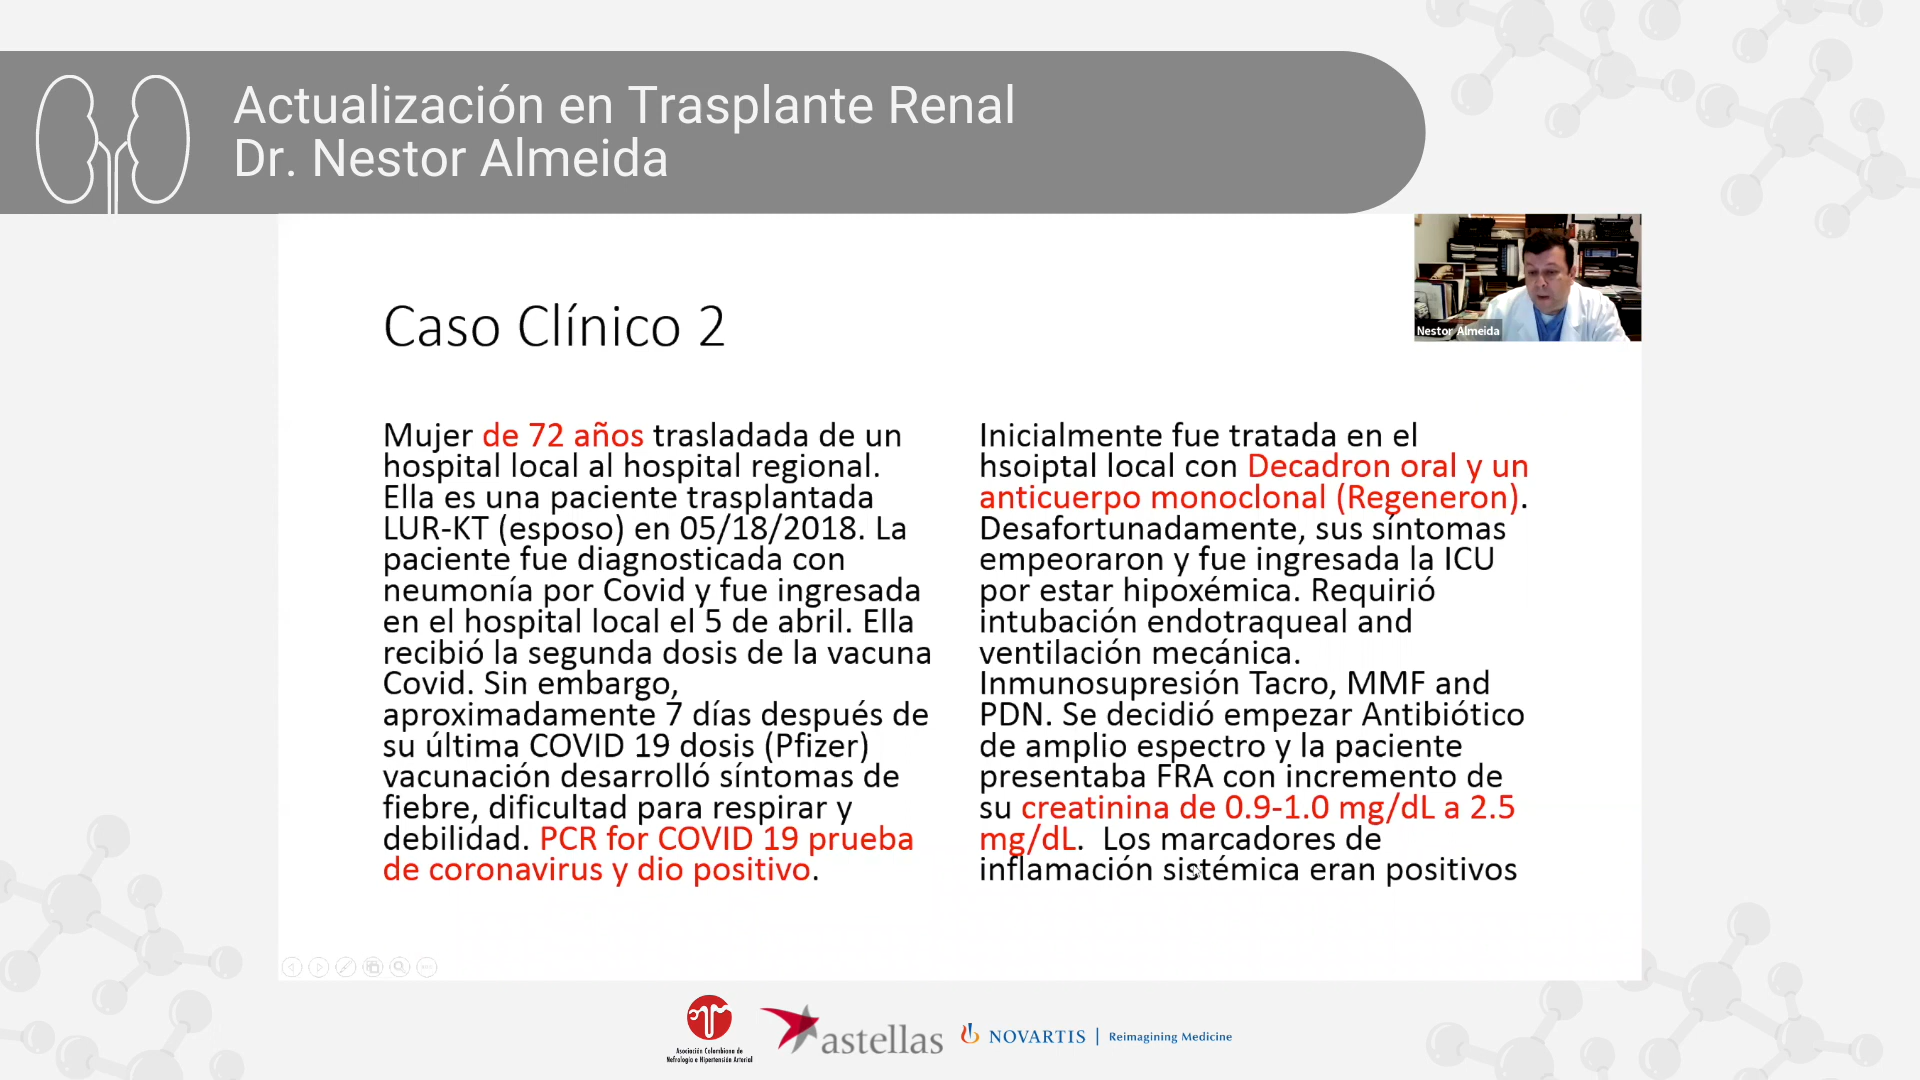 Actualización en Trasplante Renal
Dr. Nestor Almeida
Nestor Almeida
Caso Clínico 2
Mujer de 72 años trasladada de un
hospital local al hospital regional.
Ella es una paciente trasplantada
LUR-KT (esposo) en 05/18/2018. La
paciente fue diagnosticada con
neumonía por Covid y fue ingresada
en el hospital local el 5 de abril. Ella
recibió la segunda dosis de la vacuna
Covid. Sin embargo,
aproximadamente 7 días después de
su última COVID 19 dosis (Pfizer)
vacunación desarrolló síntomas de
fiebre, dificultad para respirar y
debilidad. PCR for COVID 19 prueba
de coronavirus y dio positivo.
Inicialmente fue tratada en el
hsoiptal local con Decadron oral y un
anticuerpo monoclonal (Regeneron).
Desafortunadamente, sus síntomas
empeoraron y fue ingresada la ICU
por estar hipoxémica. Requirió
intubación endotraqueal and
ventilación mecánica.
Inmunosupresión Tacro, MMF and
PDN. Se decidió empezar Antibiótico
de amplio espectro y la paciente
presentaba FRA con incremento de
su creatinina de 0.9-1.0 mg/dL a 2.5
mg/dL. Los marcadores de
inflamación sistémica eran positivos
Asociación Colombiana de
Nefrología e Hipertensión Arterial
astellas
NOVARTIS | Reimagining Medicine